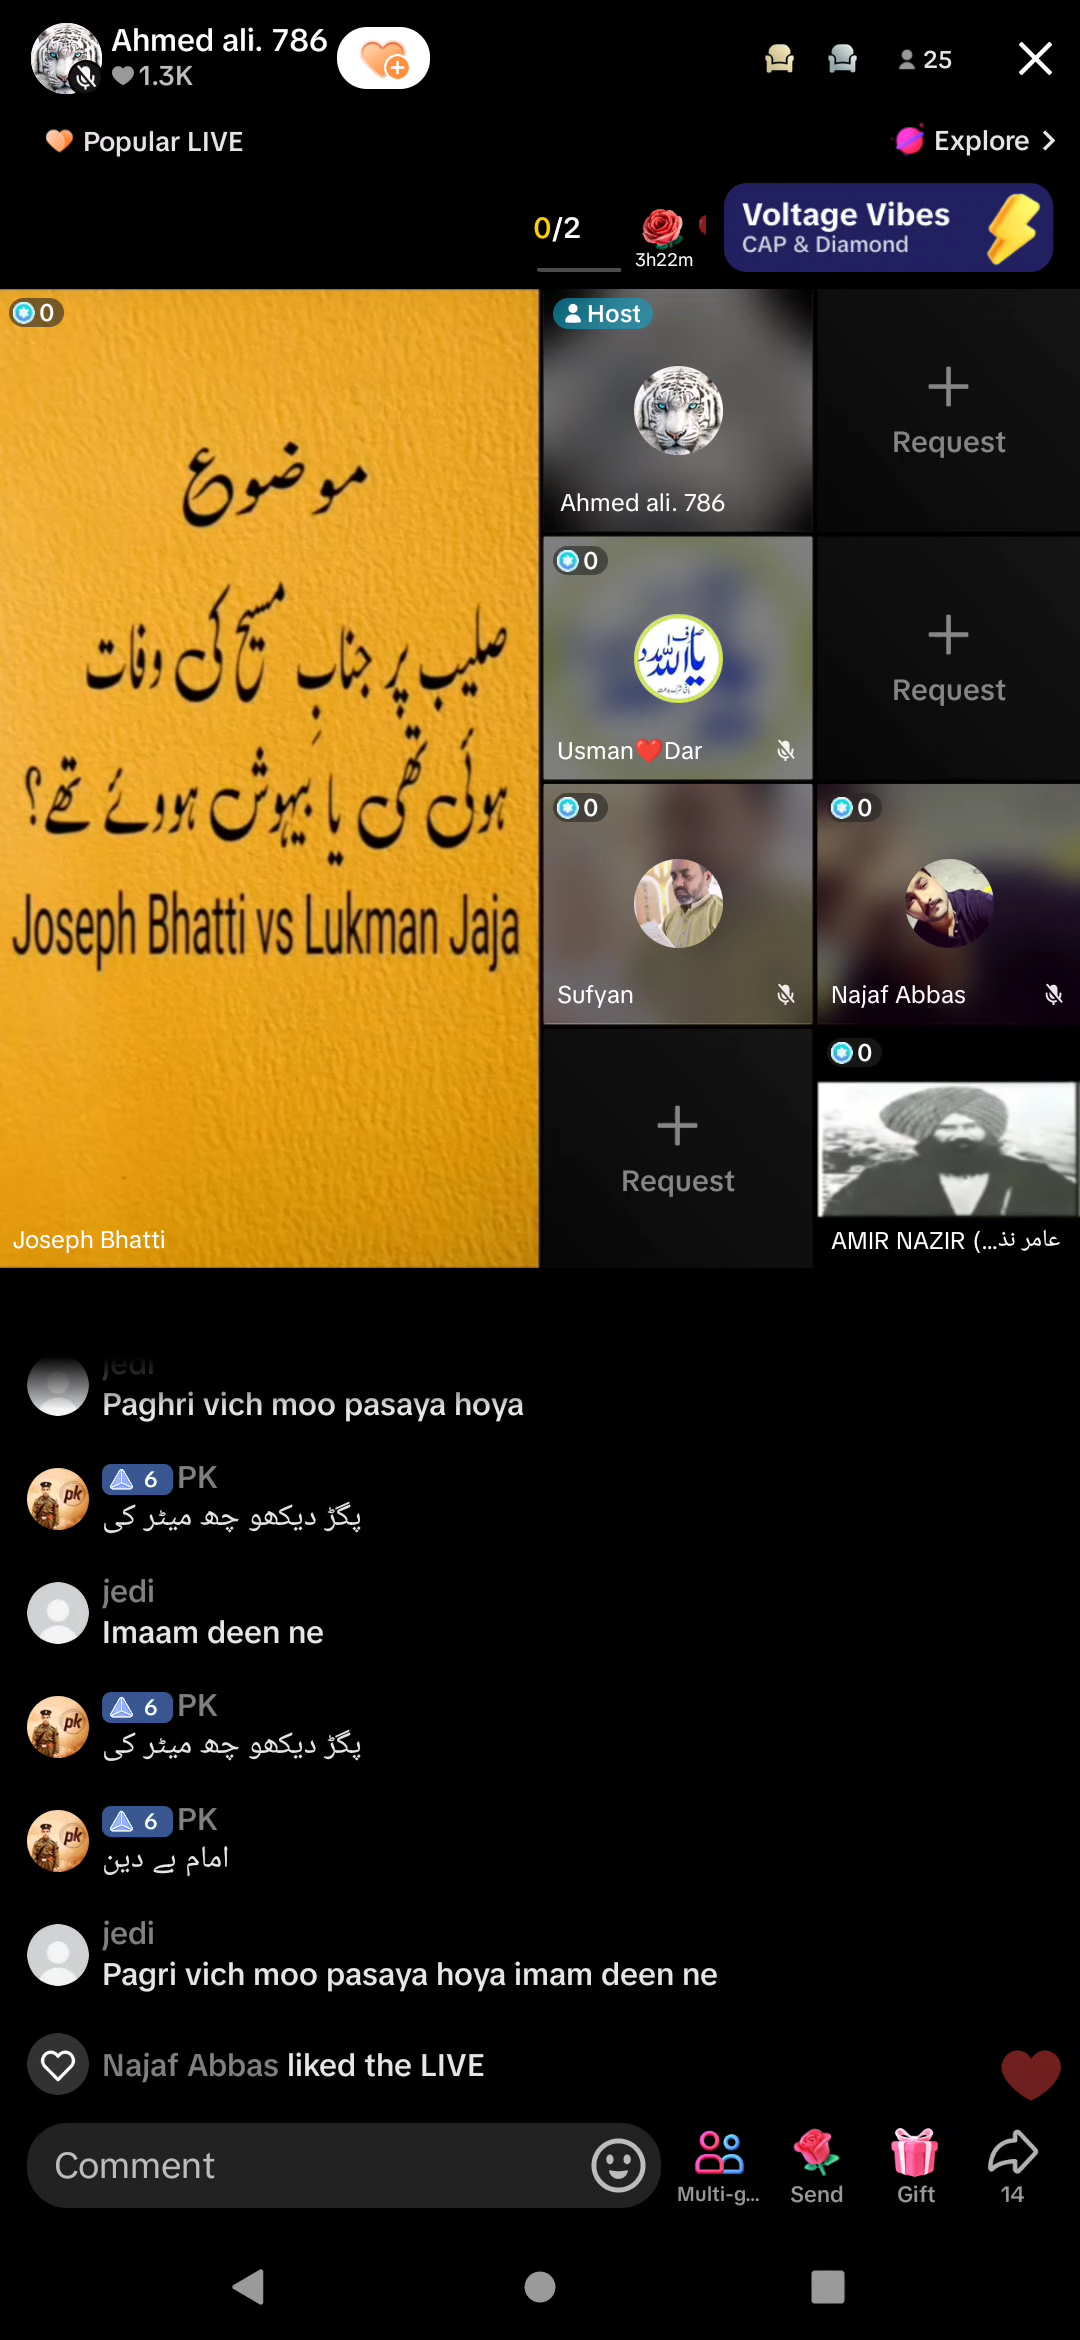 Ahmed ali. 786
1.3K
25
Popular LIVE
Explore
0/2
3h22m
Voltage Vibes
CAP & Diamond
0
موضوع
صلیب پر جنابِ مسیح کی وفات
ہوئی تھی یا بیہوش ہووئے تھے؟
Joseph Bhatti vs Lukman Jaja
Joseph Bhatti
Host
Ahmed ali. 786
Request
0
یا اللہ مدد
Usman❤️Dar
Request
0
Sufyan
0
Najaf Abbas
Request
0
AMIR NAZIR (...عامر نذ
jedi
Paghri vich moo pasaya hoya
6 PK
پگڑ دیکھو چھ میٹر کی
jedi
Imaam deen ne
6 PK
پگڑ دیکھو چھ میٹر کی
6 PK
امام بے دین
jedi
Pagri vich moo pasaya hoya imam deen ne
Najaf Abbas liked the LIVE
Comment
Multi-g...
Send
Gift
14